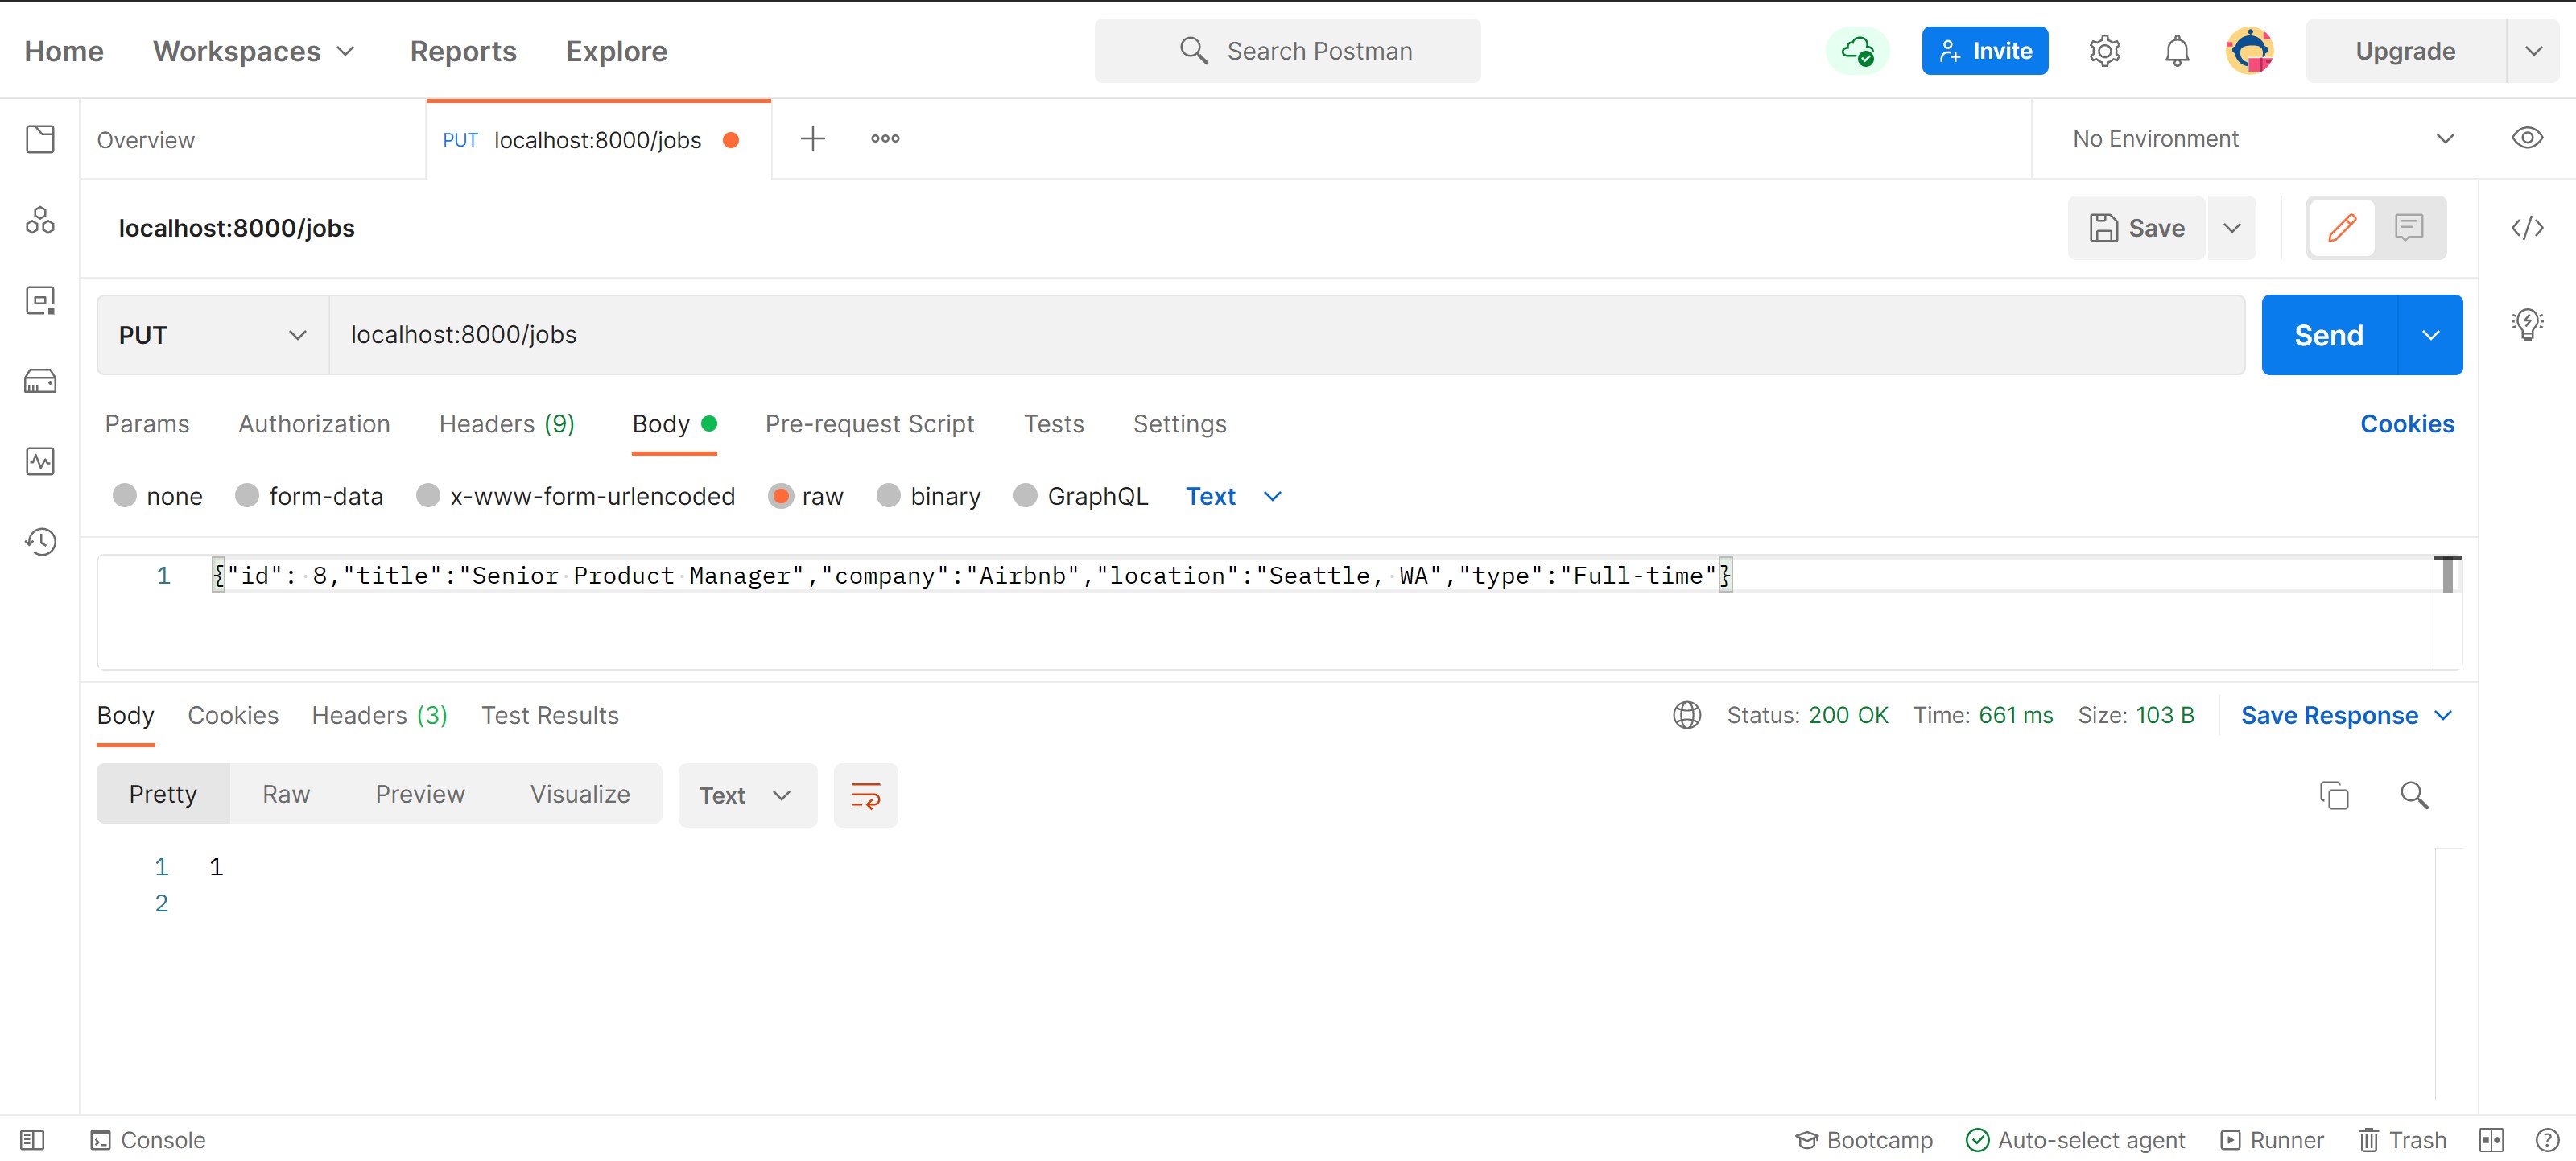 Home Workspaces Reports Explore Search Postman Invite Upgrade
Overview PUT localhost:8000/jobs No Environment
localhost:8000/jobs Save
PUT localhost:8000/jobs Send
Params Authorization Headers (9) Body Pre-request Script Tests Settings Cookies
none form-data x-www-form-urlencoded raw binary GraphQL Text
1 {"id": 8,"title":"Senior Product Manager","company":"Airbnb","location":"Seattle, WA","type":"Full-time"}
Body Cookies Headers (3) Test Results Status: 200 OK Time: 661 ms Size: 103 B Save Response
Pretty Raw Preview Visualize Text
1 1
2
Console Bootcamp Auto-select agent Runner Trash